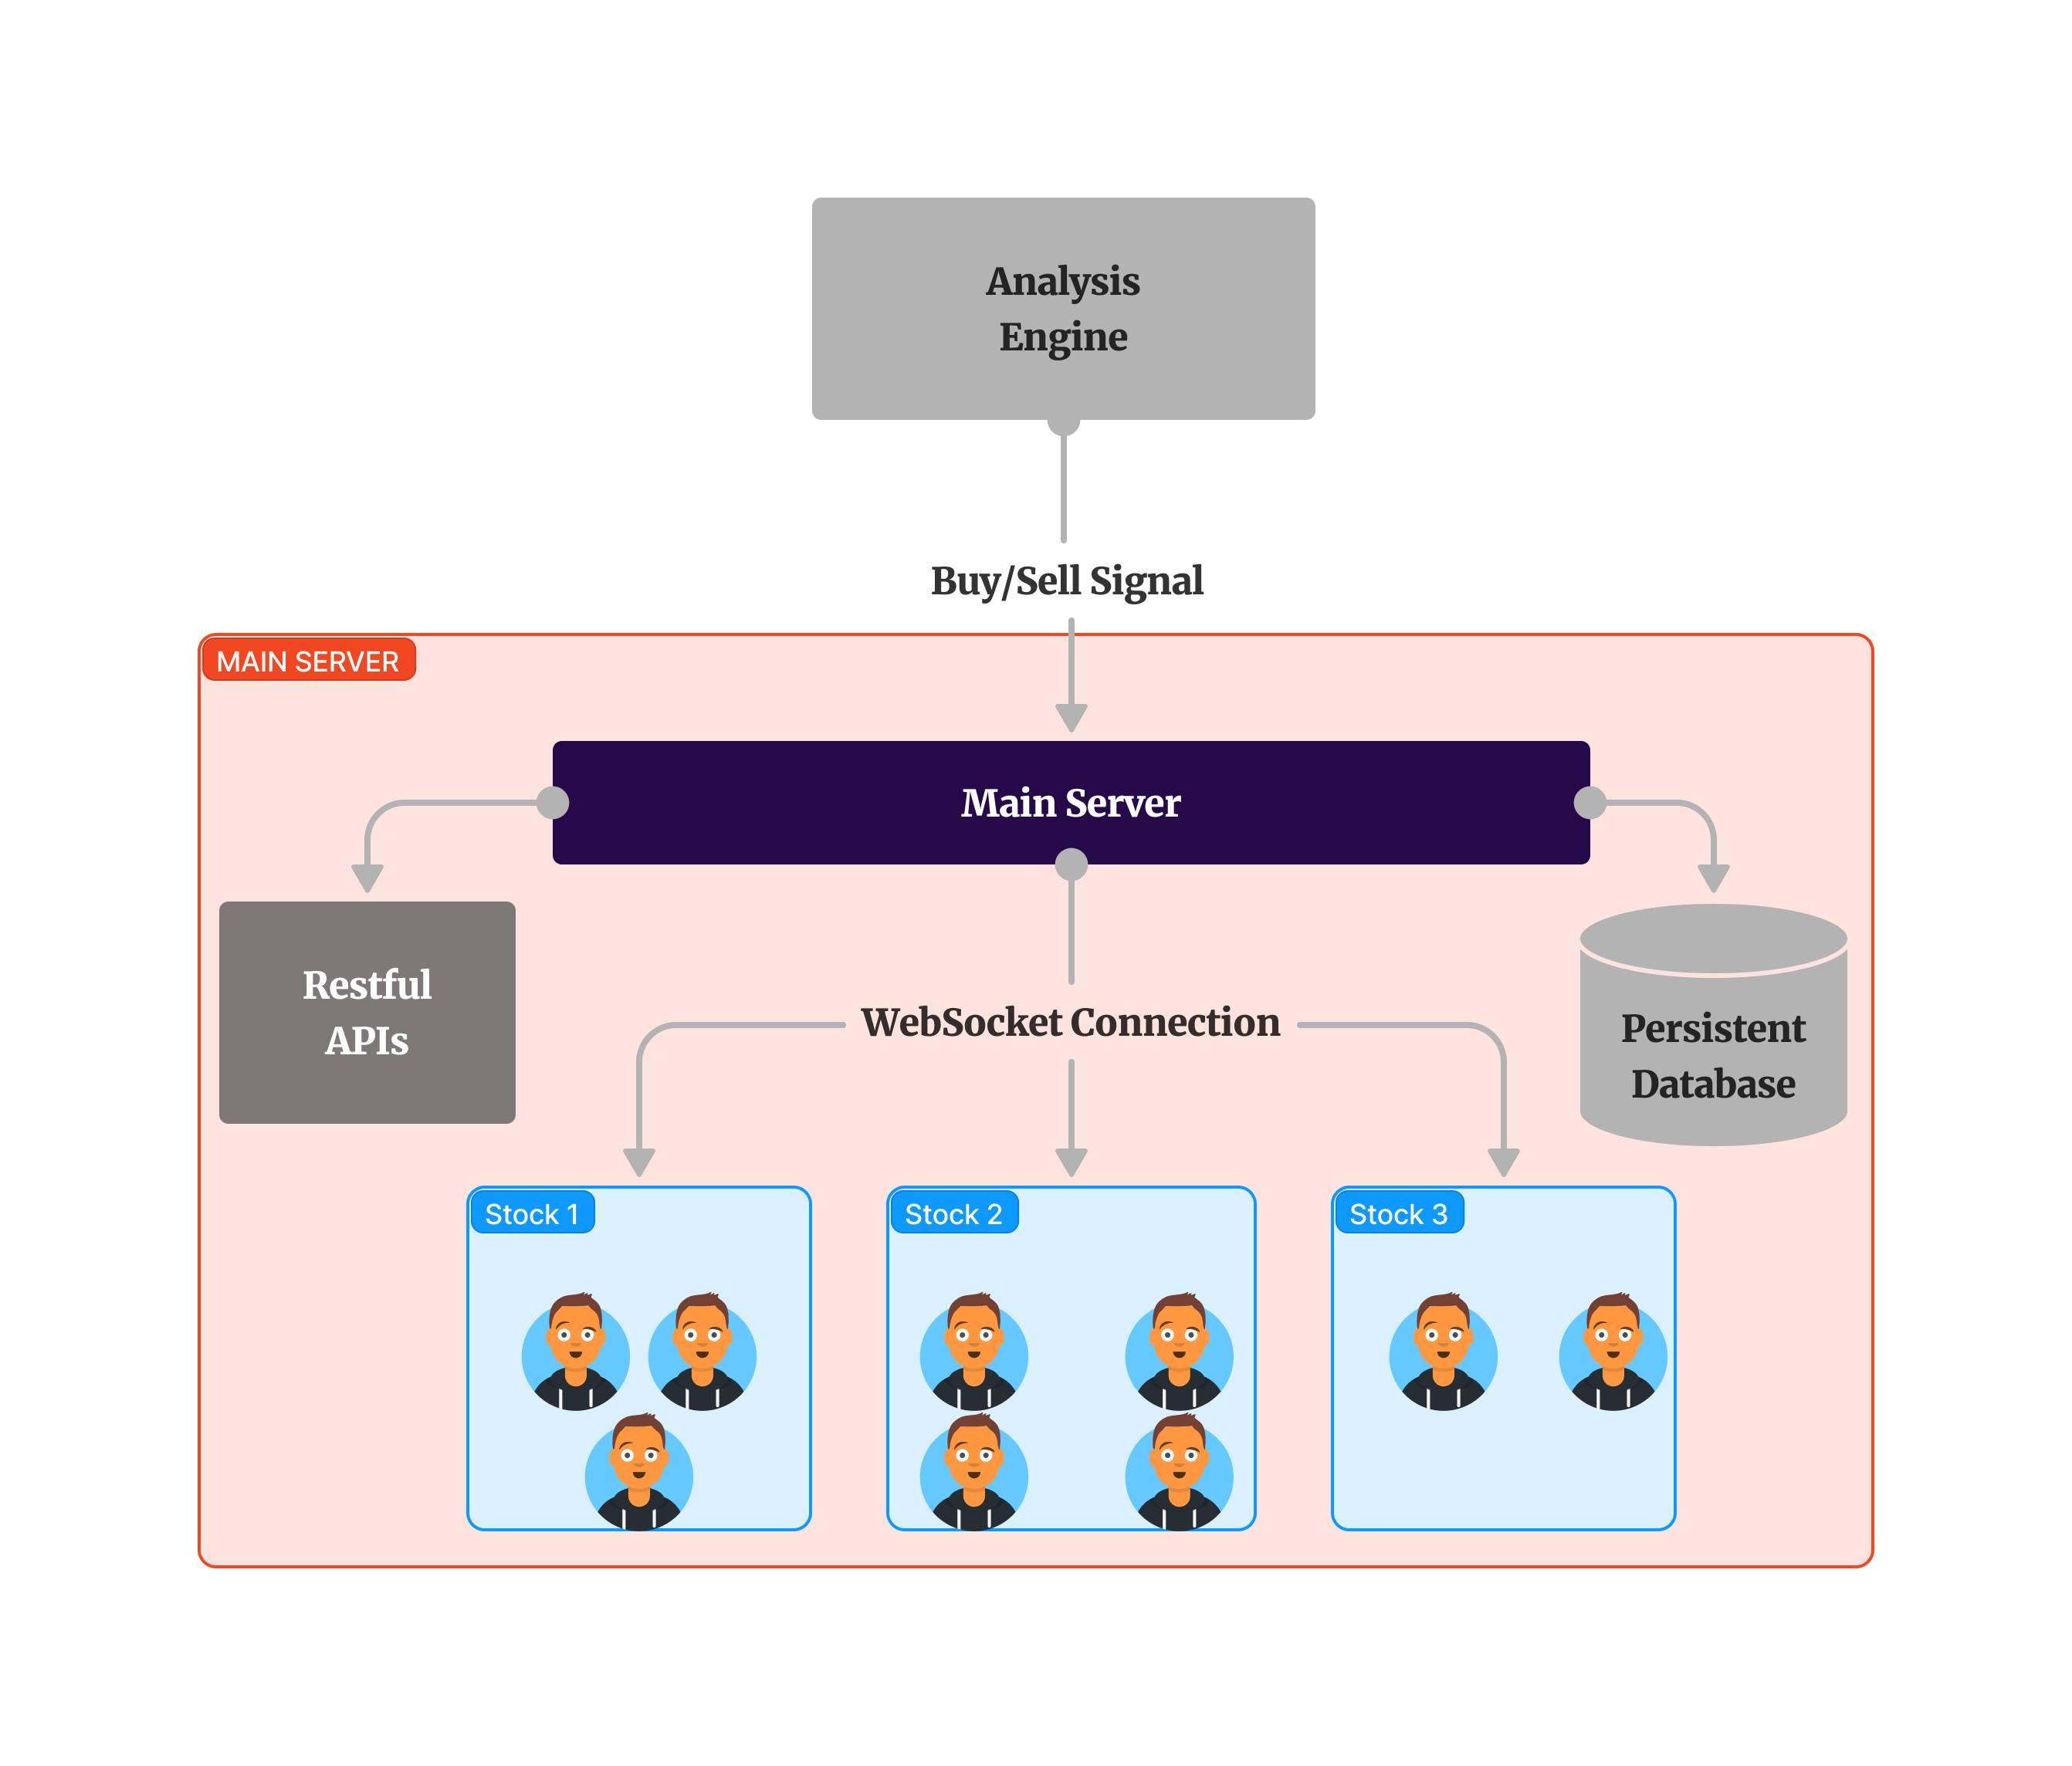 Analysis
Engine
Buy/Sell Signal
MAIN SERVER
Main Server
Restful
APIs
WebSocket Connection
Persistent
Database
Stock 1
Stock 2
Stock 3